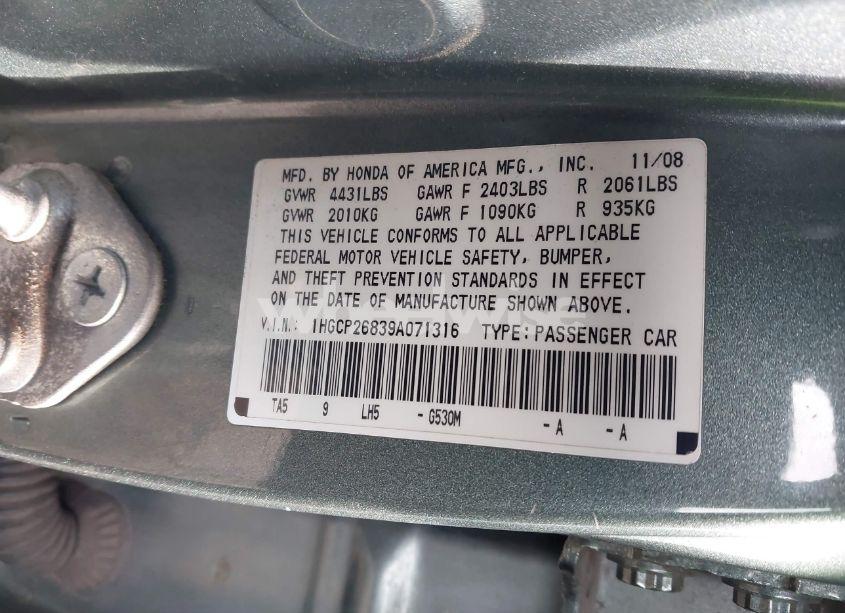 MFD. BY HONDA OF AMERICA MFG., INC. 11/08
GVWR 4431LBS GAWR F 2403LBS R 2061LBS
GVWR 2010KG GAWR F 1090KG R 935KG
THIS VEHICLE CONFORMS TO ALL APPLICABLE
FEDERAL MOTOR VEHICLE SAFETY, BUMPER,
AND THEFT PREVENTION STANDARDS IN EFFECT
ON THE DATE OF MANUFACTURE SHOWN ABOVE.
V.I.N.: 1HGCP26839A071316 TYPE: PASSENGER CAR
TA5 9 LH5 - G530M - A - A